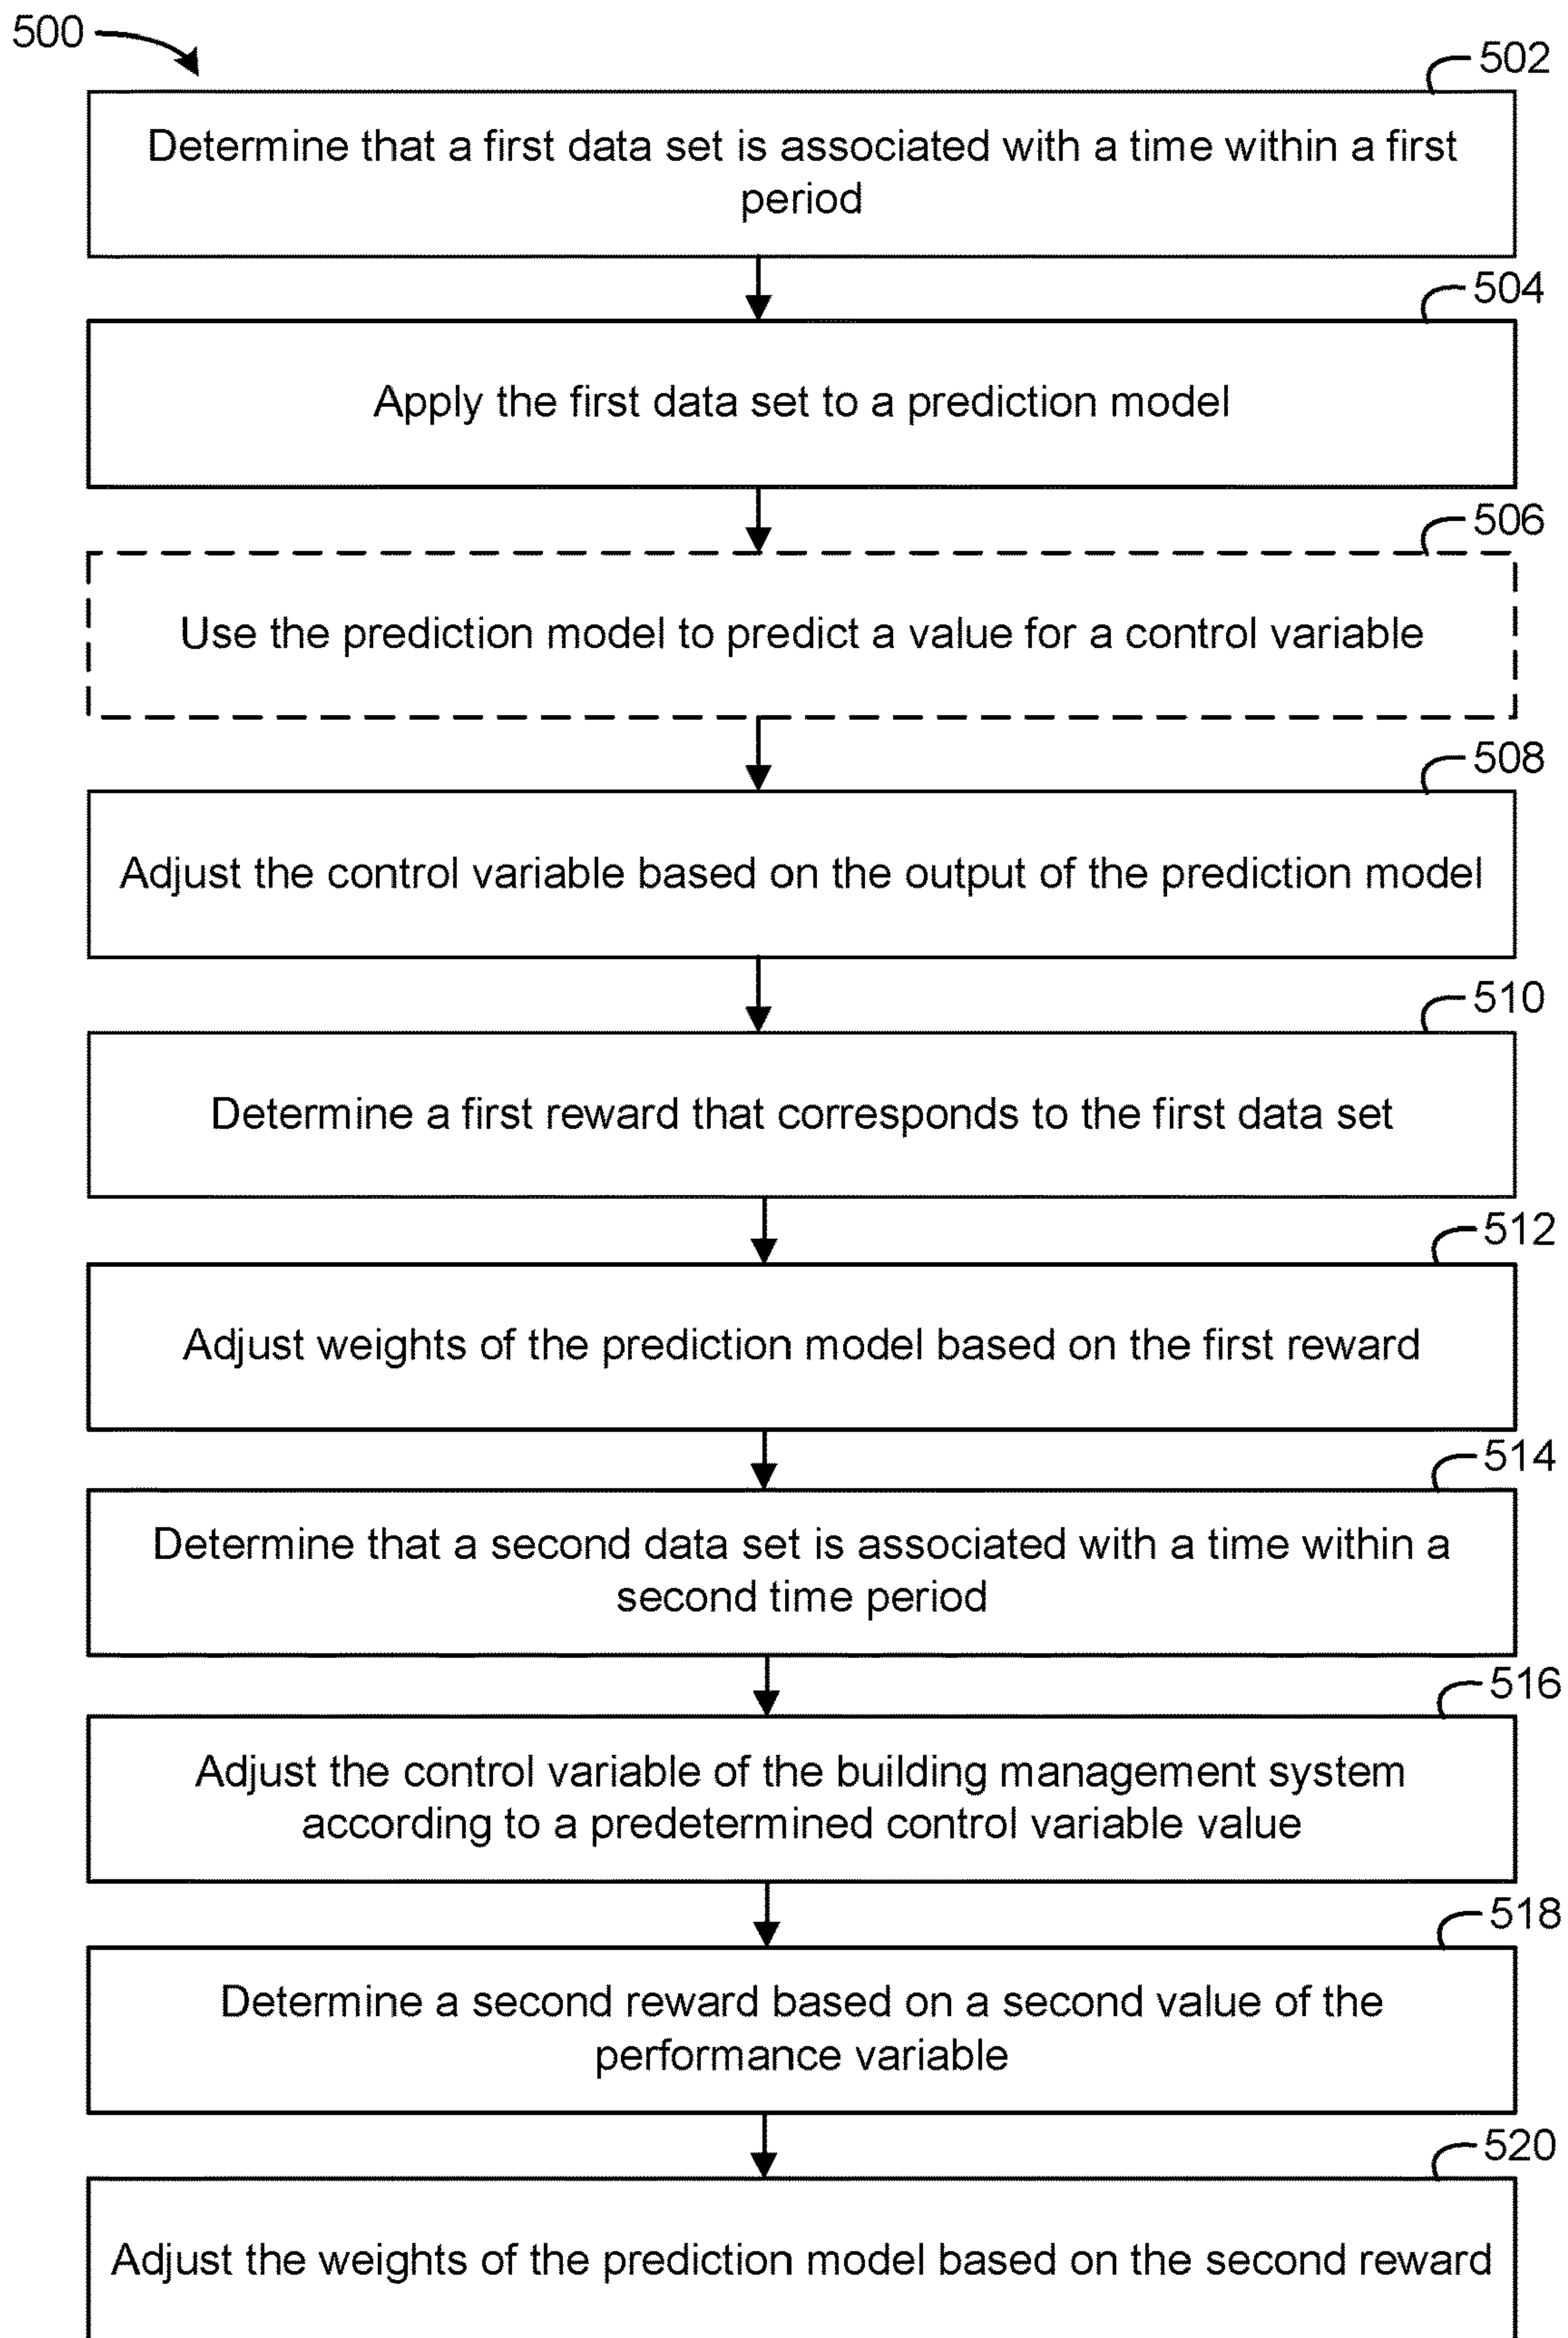 500
502
Determine that a first data set is associated with a time within a first
period
504
Apply the first data set to a prediction model
506
Use the prediction model to predict a value for a control variable
508
Adjust the control variable based on the output of the prediction model
510
Determine a first reward that corresponds to the first data set
512
Adjust weights of the prediction model based on the first reward
514
Determine that a second data set is associated with a time within a
second time period
516
Adjust the control variable of the building management system
according to a predetermined control variable value
518
Determine a second reward based on a second value of the
performance variable
520
Adjust the weights of the prediction model based on the second reward